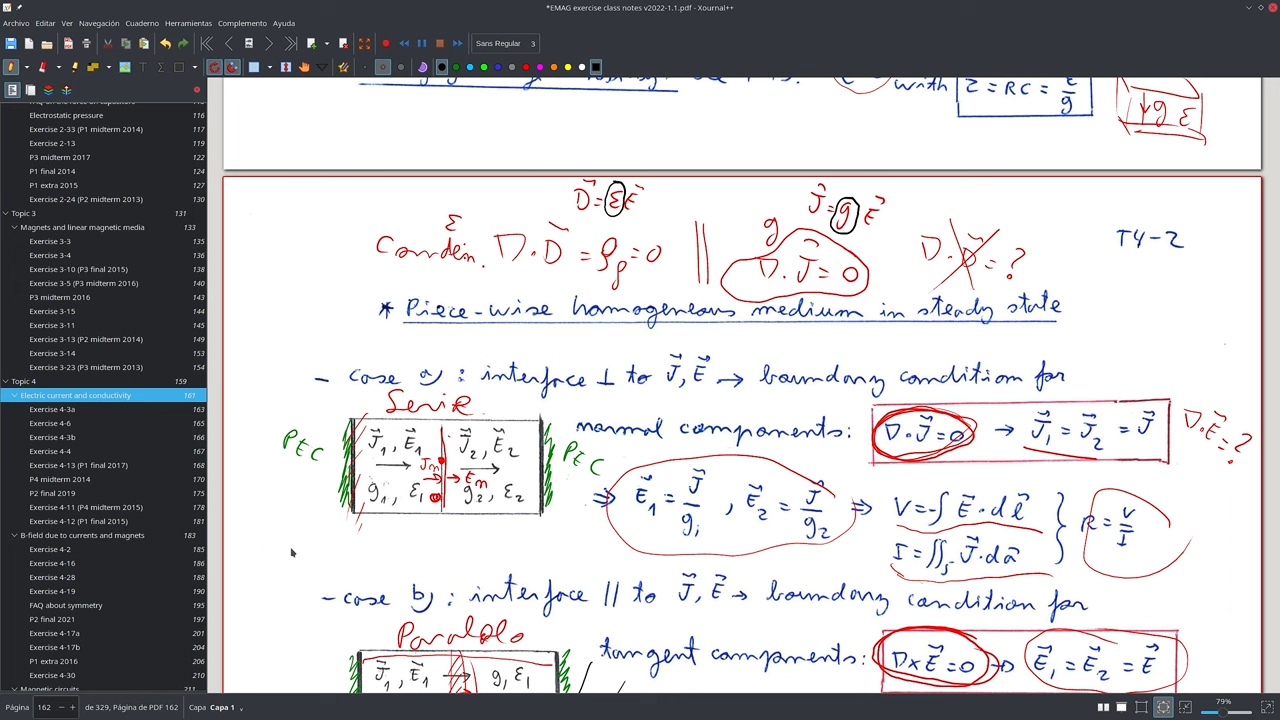 *EMAG exercise class notes v2022-1.1.pdf - Xournal++
Archivo Editar Ver Navegación Cuaderno Herramientas Complemento Ayuda
Sans Regular 3
Electrostatic pressure 116
Exercise 2-33 (P1 midterm 2014) 117
Exercise 2-13 119
P3 midterm 2017 122
P1 final 2014 124
P1 extra 2015 127
Exercise 2-24 (P2 midterm 2013) 130
Topic 3 131
Magnets and linear magnetic media 133
Exercise 3-3 135
Exercise 3-4 136
Exercise 3-10 (P3 final 2015) 138
Exercise 3-5 (P3 midterm 2016) 140
P3 midterm 2016 141
Exercise 3-15 143
Exercise 3-11 145
Exercise 3-13 (P2 midterm 2014) 149
Exercise 3-14 153
Exercise 3-23 (P3 midterm 2013) 154
Topic 4 159
Electric current and conductivity 161
Exercise 4-3a 163
Exercise 4-6 165
Exercise 4-3b 166
Exercise 4-4 167
Exercise 4-13 (P1 final 2017) 168
P4 midterm 2014 171
P2 final 2019 175
Exercise 4-11 (P4 midterm 2015) 178
Exercise 4-12 (P1 final 2015) 181
B-field due to currents and magnets 183
Exercise 4-2 185
Exercise 4-16 186
Exercise 4-28 188
Exercise 4-19 190
FAQ about symmetry 195
P2 final 2021 197
Exercise 4-17a 201
Exercise 4-17b 204
P1 extra 2016 206
Exercise 4-30 210
Magnetic circuits
with τ = RC = ε/g
↓g ε
D⃗ = εE⃗ J⃗ = gE⃗
ε g
Conden. ∇·D⃗ = ρ_f = 0 || ∇·J⃗ = 0 ∇·D⃗ = ?
T4-2
* Piece-wise homogeneous medium in steady state
- case a) : interface ⊥ to J⃗, E⃗ → boundary condition for
Serie
normal components: ∇·J⃗=0 → J⃗₁ = J⃗₂ = J⃗ ∇·E⃗=?
PEC J⃗₁, E⃗₁ → J⃗₂, E⃗₂ → PEC
Jn → En
g₁, ε₁ g₂, ε₂
⇒ E⃗₁ = J⃗/g₁ , E⃗₂ = J⃗/g₂ ⇒ V = -∫ E⃗·dl⃗
I = ∬ₛ J⃗·da⃗ } R = V/I
- case b) : interface || to J⃗, E⃗ → boundary condition for
Paralelo
tangent components: ∇×E⃗=0 → E⃗₁ = E⃗₂ = E⃗
J⃗₁, E⃗₁ → g₁ ε₁
Página 162 de 329, Página de PDF 162 Capa Capa 1 79%